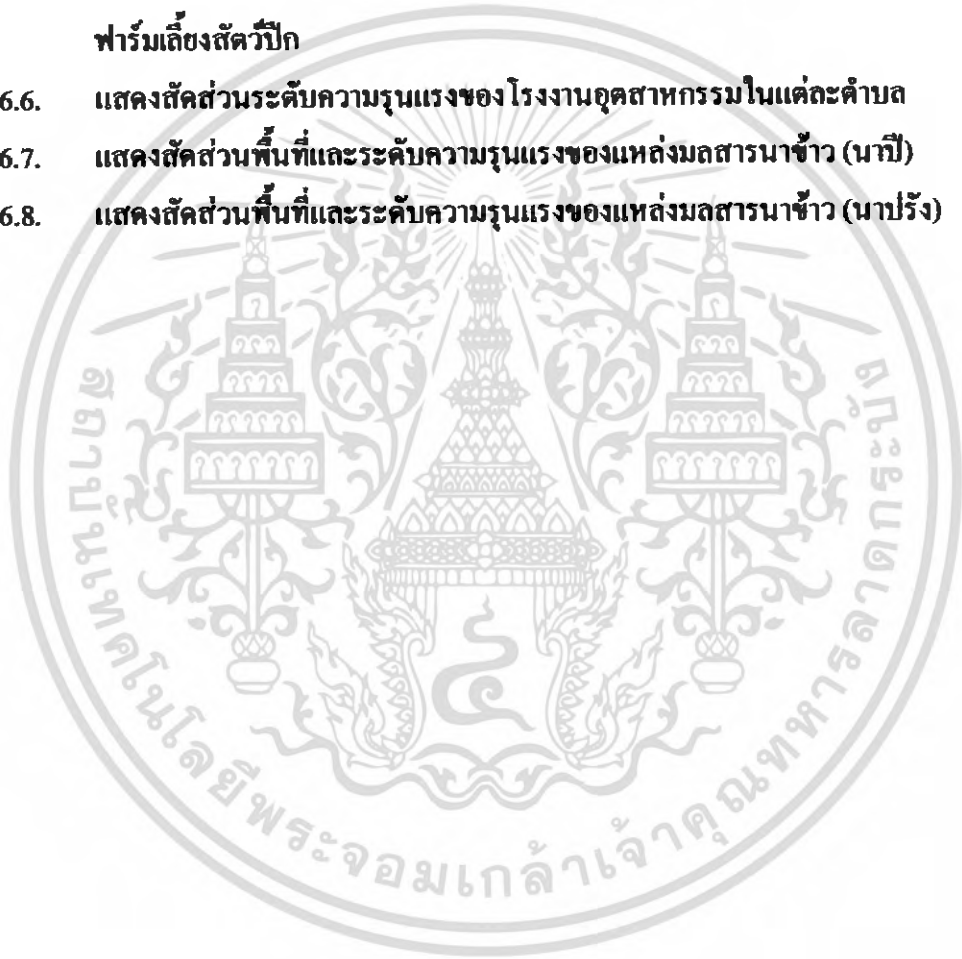 ฟาร์มเลี้ยงสัตว์ปีก
6.6. แสดงสัดส่วนระดับความรุนแรงของโรงงานอุตสาหกรรมในแต่ละตำบล
6.7. แสดงสัดส่วนพื้นที่และระดับความรุนแรงของแหล่งมลสารนาข้าว (นาปี)
6.8. แสดงสัดส่วนพื้นที่และระดับความรุนแรงของแหล่งมลสารนาข้าว (นาปรัง)
สถาบันเทคโนโลยีพระจอมเกล้าเจ้าคุณทหารลาดกระบัง